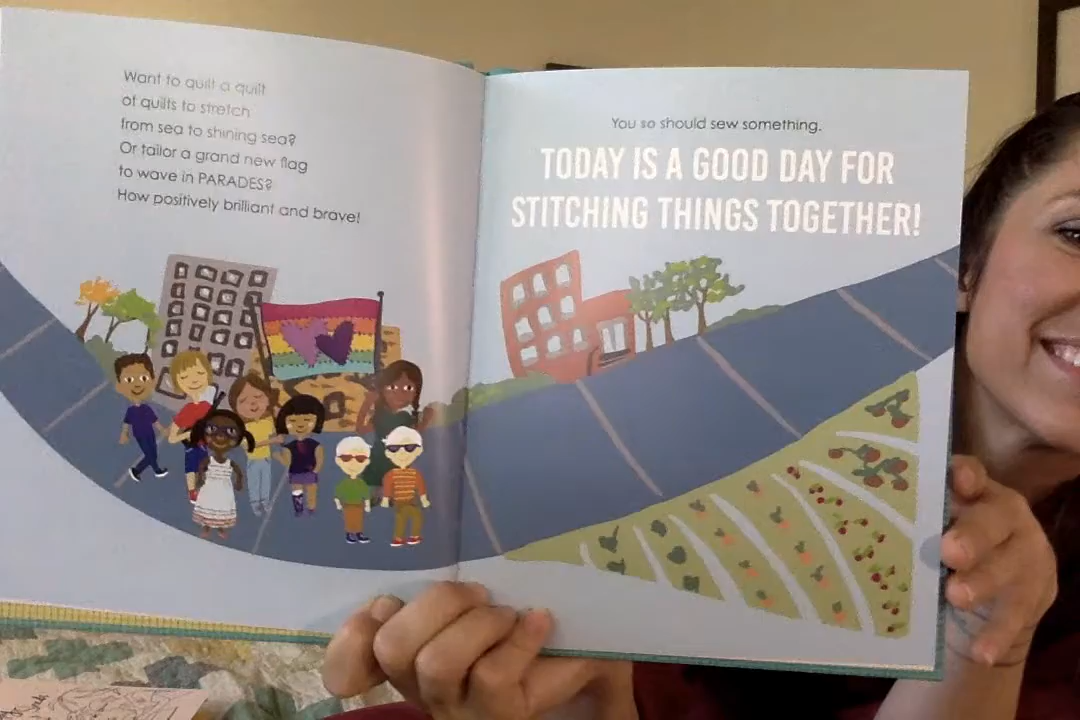 Want to quilt a quilt
of quilts to stretch
from sea to shining sea?
Or tailor a grand new flag
to wave in PARADES?
How positively brilliant and brave!
You so should sew something.
TODAY IS A GOOD DAY FOR
STITCHING THINGS TOGETHER!